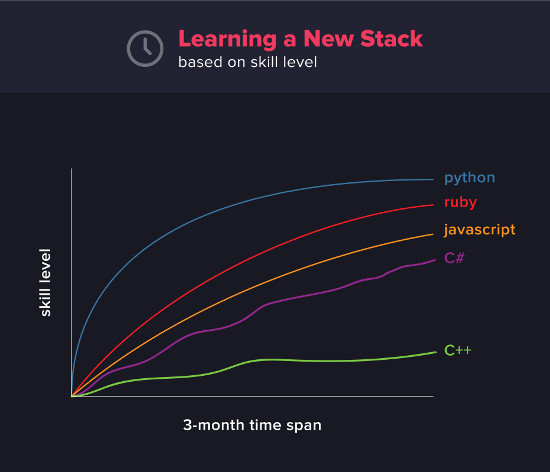 Learning a New Stack
based on skill level
python
ruby
javascript
C#
C++
skill level
3-month time span